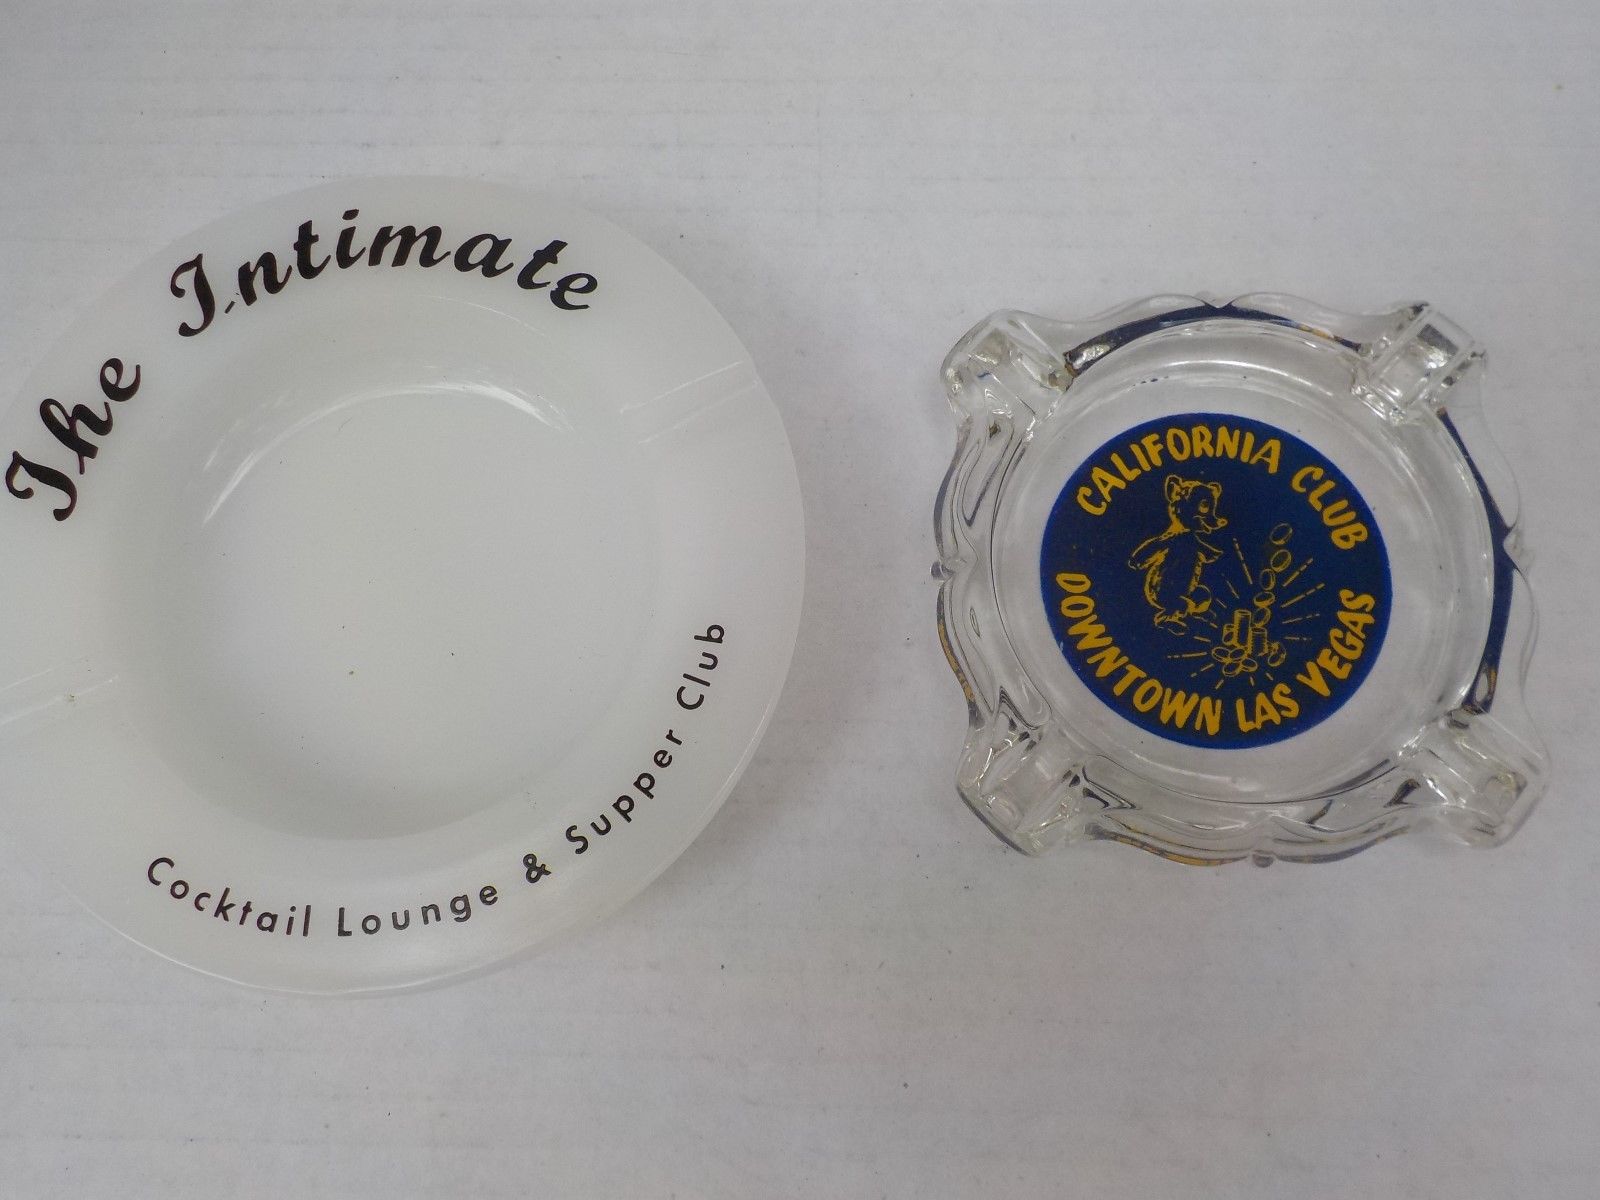 The Intimate
Cocktail Lounge & Supper Club
CALIFORNIA CLUB
DOWNTOWN LAS VEGAS